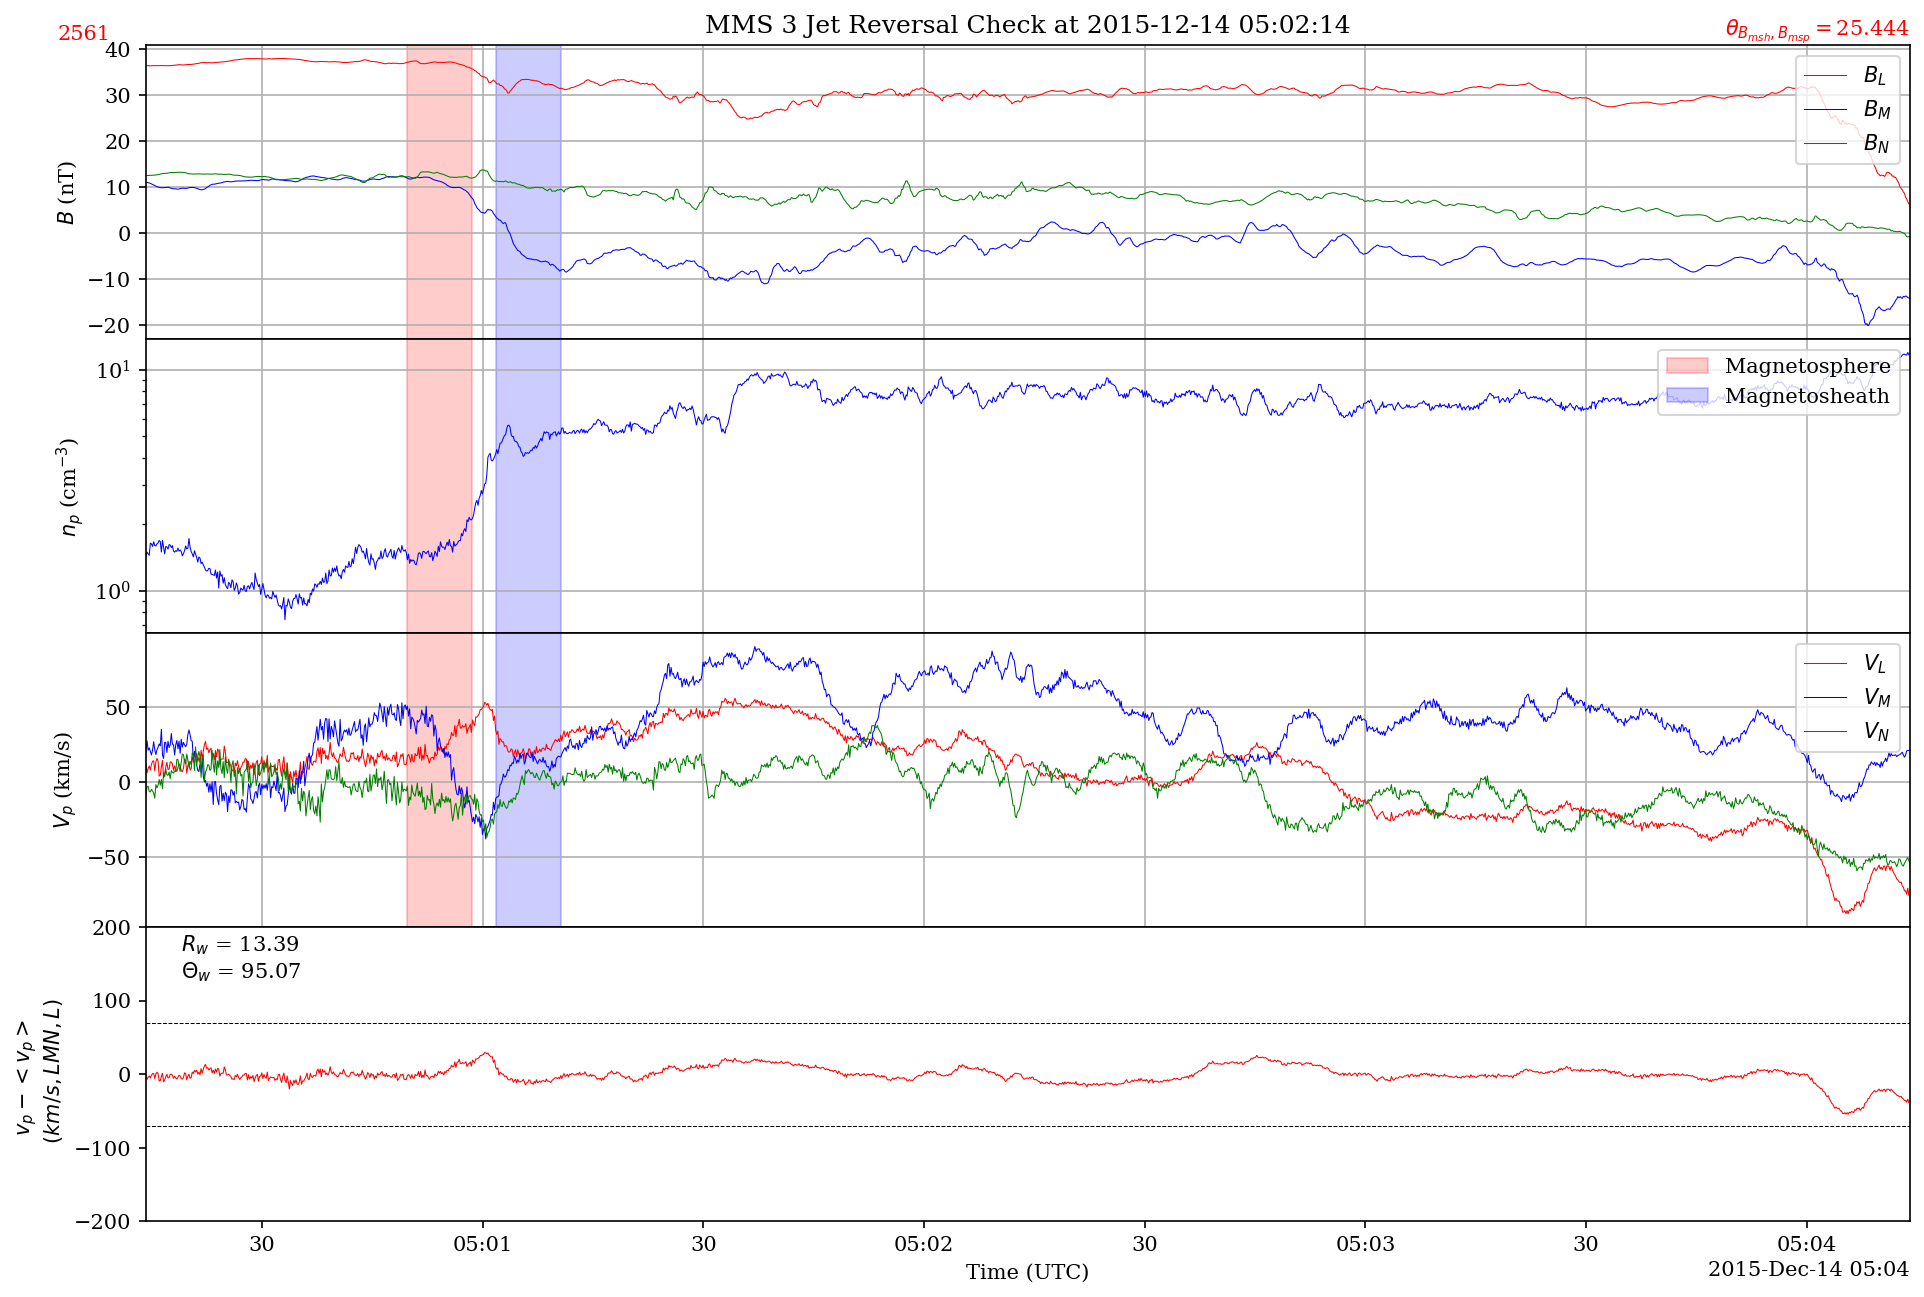 MMS 3 Jet Reversal Check at 2015-12-14 05:02:14
2561
θ_{B_{msh}, B_{msp}} = 25.444
40
30
20
10
0
−10
−20
B (nT)
B_L
B_M
B_N
10^1
10^0
n_p (cm^{−3})
Magnetosphere
Magnetosheath
50
0
−50
V_p (km/s)
V_L
V_M
V_N
200
100
0
−100
−200
v_p − < v_p >
(km/s, LMN, L)
R_w = 13.39
Θ_w = 95.07
30 05:01 30 05:02 30 05:03 30 05:04
Time (UTC)
2015-Dec-14 05:04